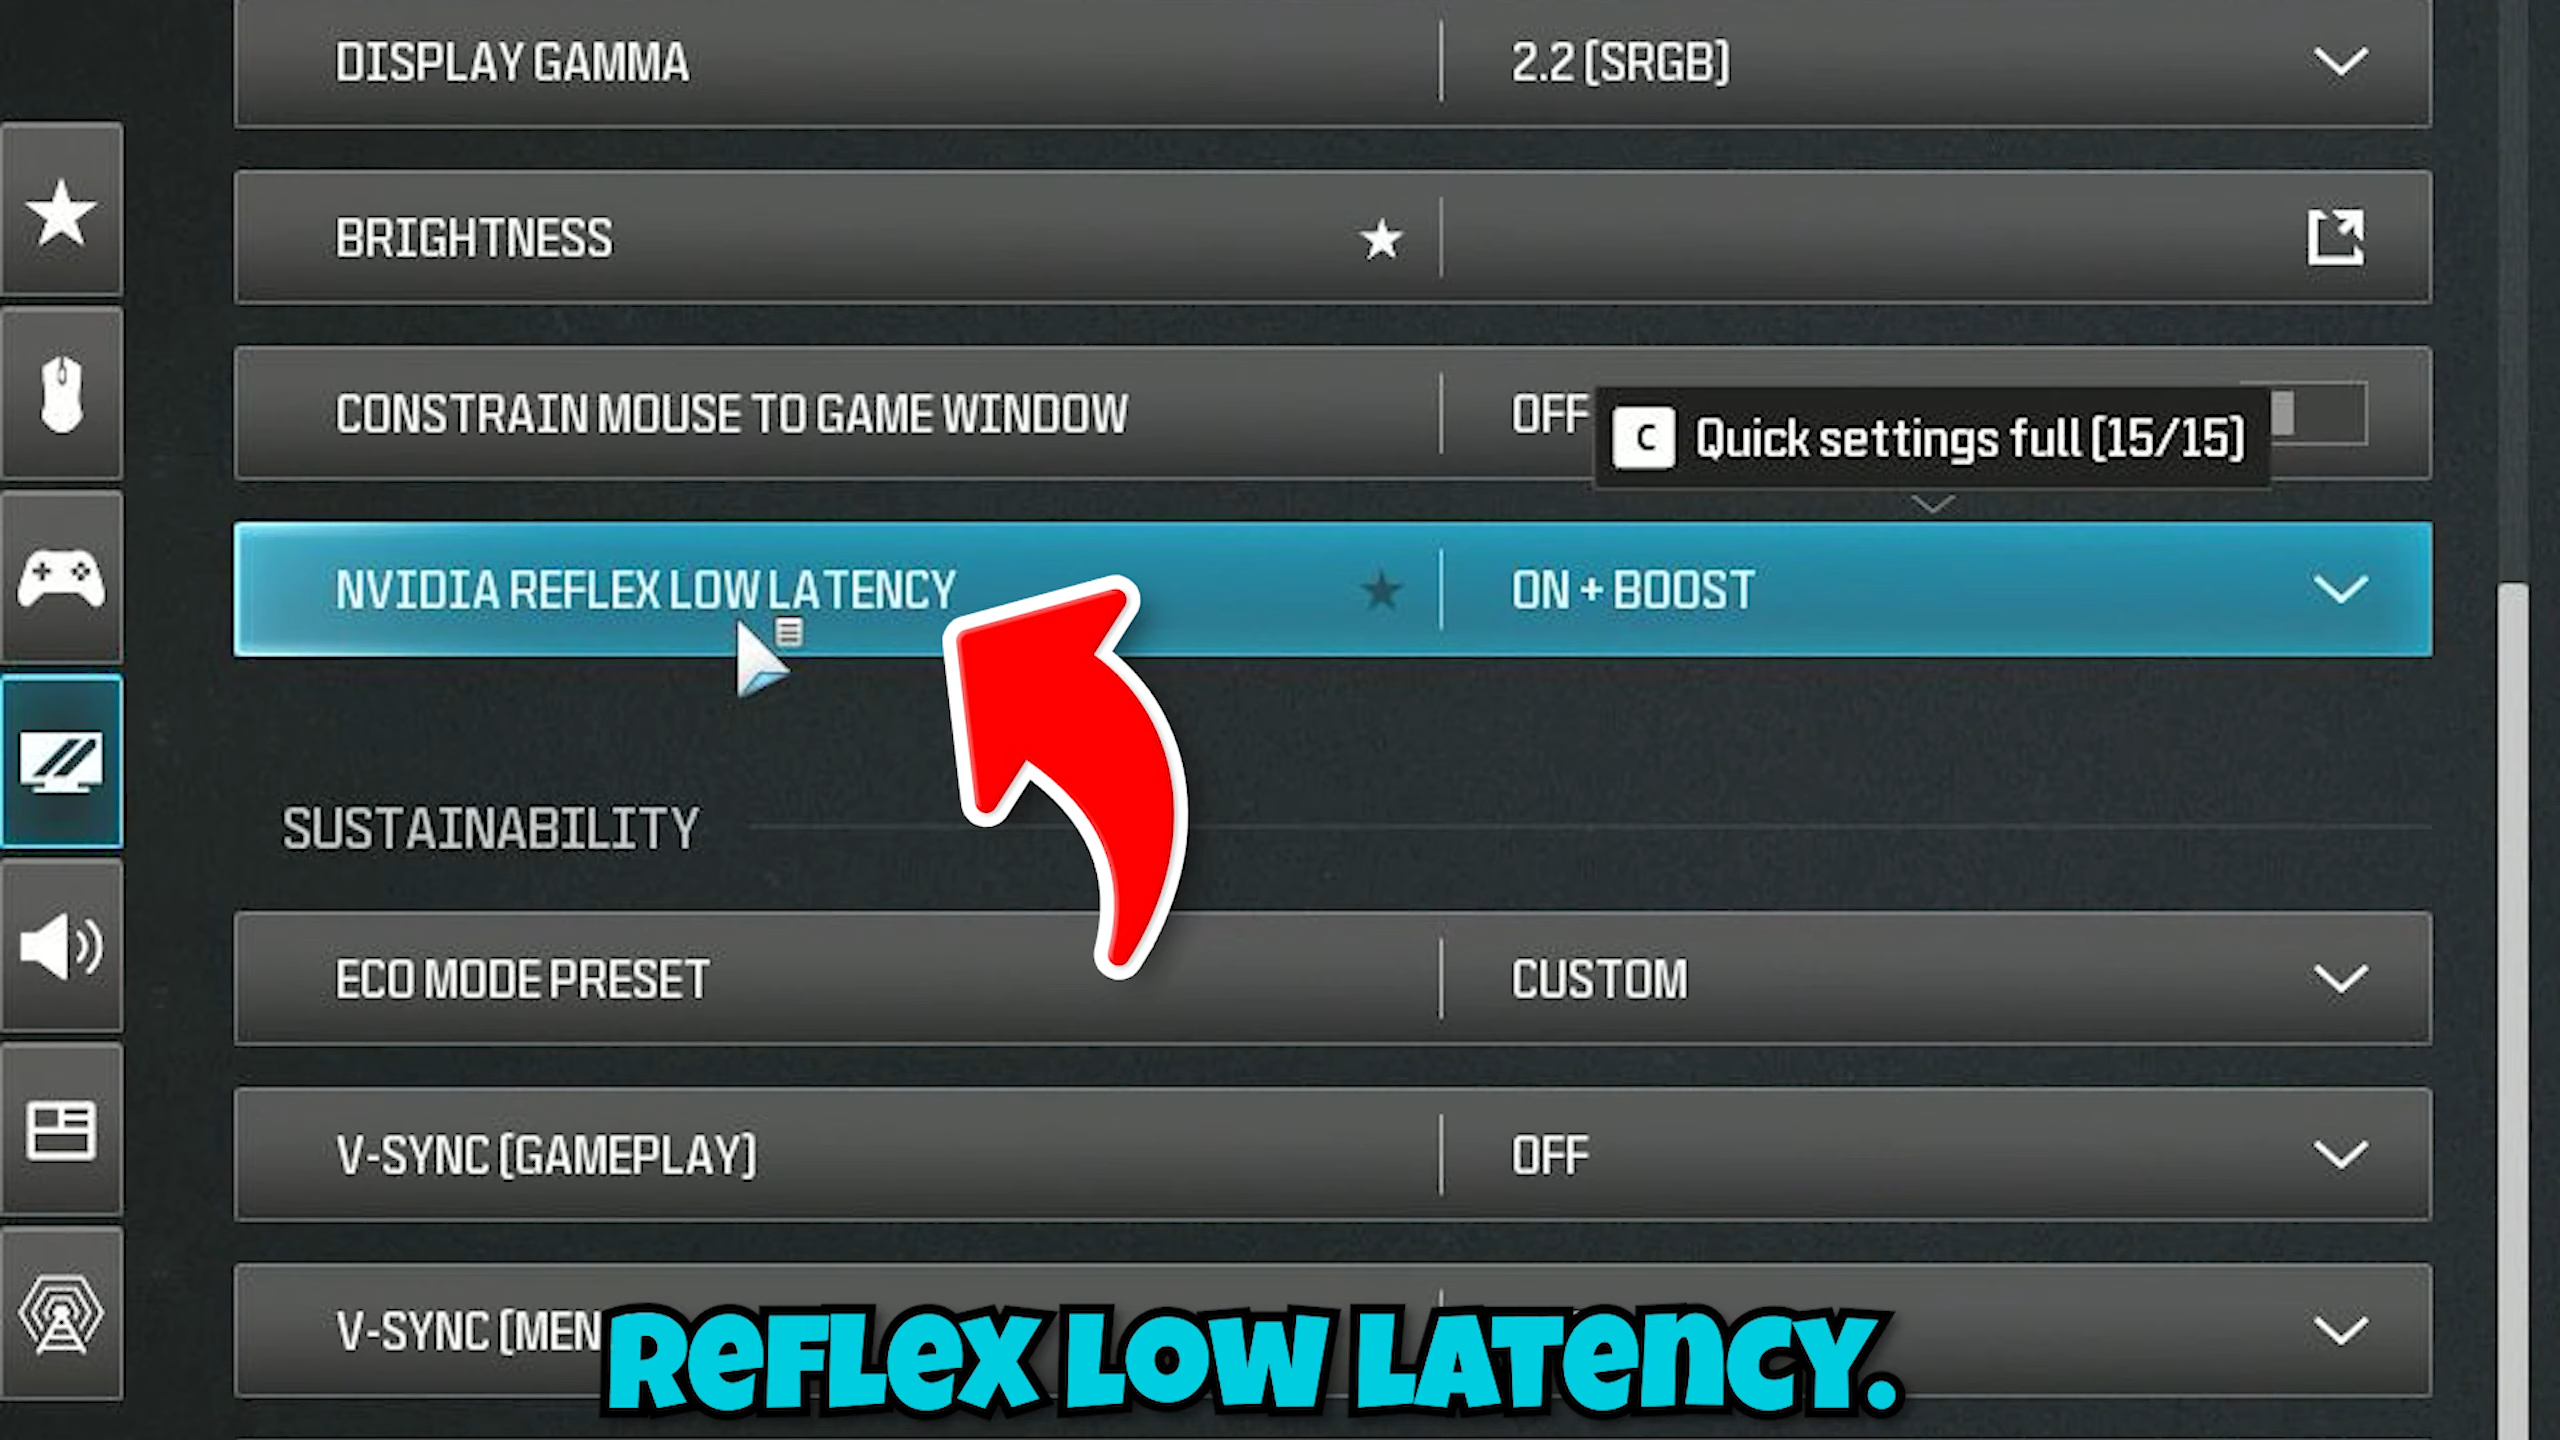 DISPLAY GAMMA 2.2 (SRGB)
BRIGHTNESS
CONSTRAIN MOUSE TO GAME WINDOW OFF
C Quick settings full (15/15)
NVIDIA REFLEX LOW LATENCY ON + BOOST
SUSTAINABILITY
ECO MODE PRESET CUSTOM
V-SYNC (GAMEPLAY) OFF
V-SYNC (MEN
REFLEX LOW LATENCY.